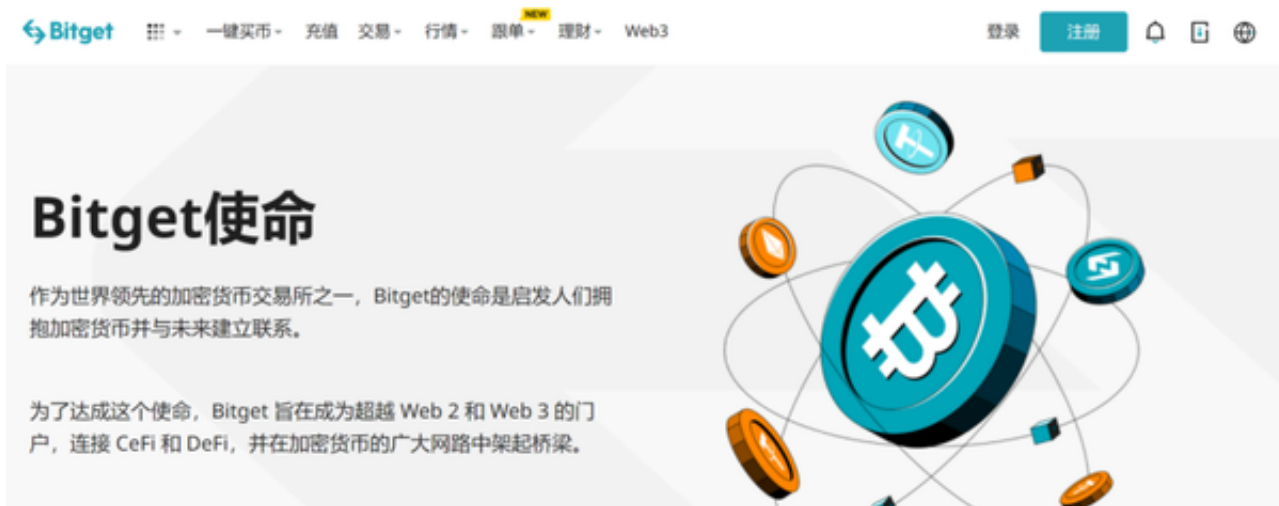 Bitget 一键买币 充值 交易 行情 跟单 NEW 理财 Web3 登录 注册
Bitget使命
作为世界领先的加密货币交易所之一，Bitget的使命是启发人们拥
抱加密货币并与未来建立联系。
为了达成这个使命，Bitget 旨在成为超越 Web 2 和 Web 3 的门
户，连接 CeFi 和 DeFi，并在加密货币的广大网路中架起桥梁。